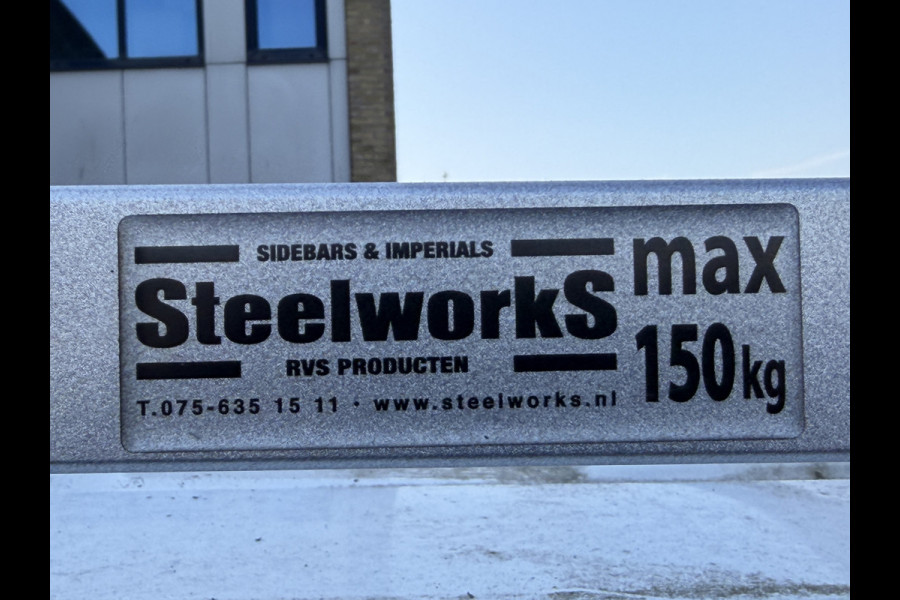 SIDEBARS & IMPERIALS
SteelworkS
RVS PRODUCTEN
T.075-635 15 11 · www.steelworks.nl
max
150kg